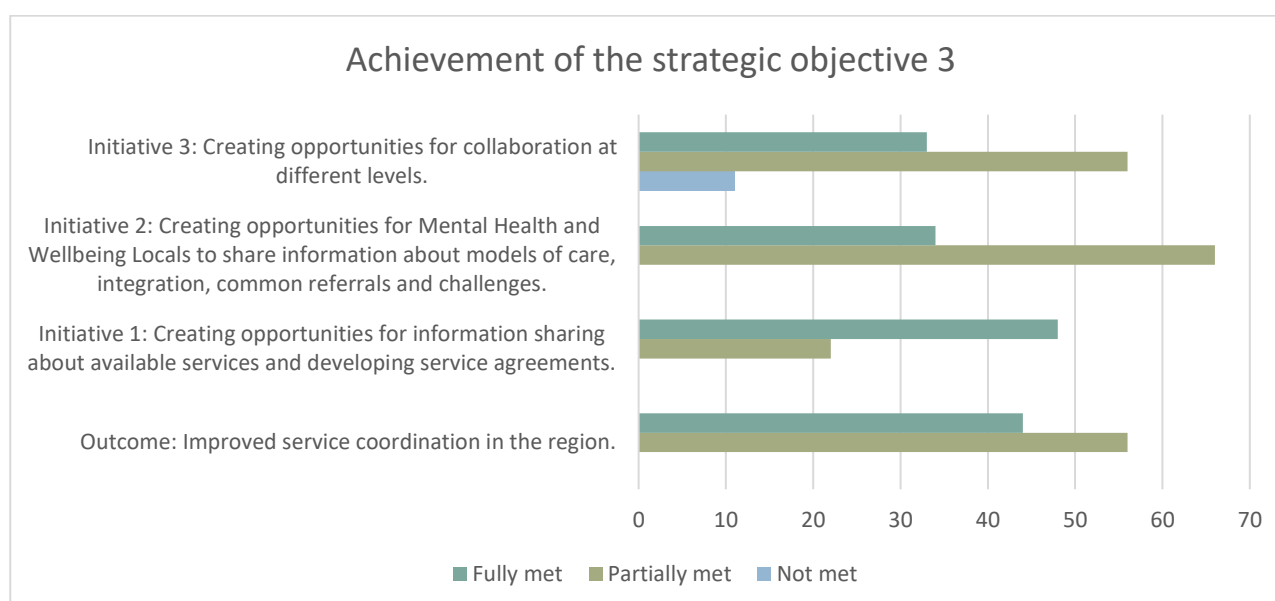 Achievement of the strategic objective 3
Initiative 3: Creating opportunities for collaboration at
different levels.
Initiative 2: Creating opportunities for Mental Health and
Wellbeing Locals to share information about models of care,
integration, common referrals and challenges.
Initiative 1: Creating opportunities for information sharing
about available services and developing service agreements.
Outcome: Improved service coordination in the region.
0 10 20 30 40 50 60 70
Fully met Partially met Not met